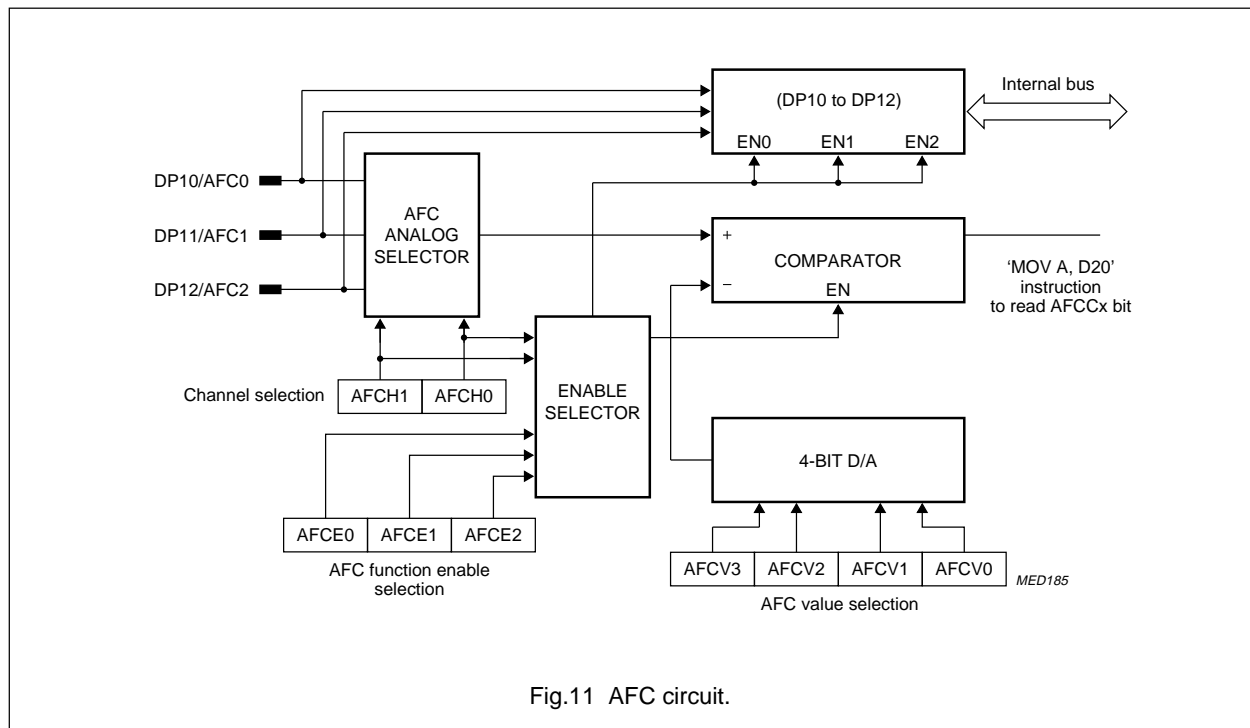 Internal bus
(DP10 to DP12)
EN0 EN1 EN2
DP10/AFC0
DP11/AFC1
DP12/AFC2
AFC
ANALOG
SELECTOR
+
−
COMPARATOR
EN
‘MOV A, D20’
instruction
to read AFCCx bit
Channel selection
AFCH1 AFCH0
ENABLE
SELECTOR
4-BIT D/A
AFCE0 AFCE1 AFCE2
AFC function enable
selection
AFCV3 AFCV2 AFCV1 AFCV0
MED185
AFC value selection
Fig.11 AFC circuit.